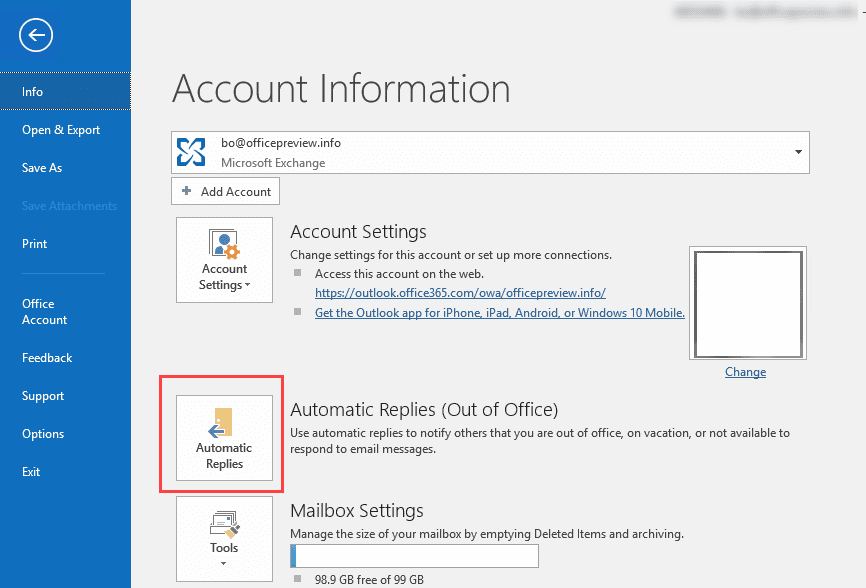 Info
Open & Export
Save As
Save Attachments
Print
Office
Account
Feedback
Support
Options
Exit
Account Information
bo@officepreview.info
Microsoft Exchange
Add Account
Account
Settings
Account Settings
Change settings for this account or set up more connections.
Access this account on the web.
https://outlook.office365.com/owa/officepreview.info/
Get the Outlook app for iPhone, iPad, Android, or Windows 10 Mobile.
Change
Automatic
Replies
Automatic Replies (Out of Office)
Use automatic replies to notify others that you are out of office, on vacation, or not available to
respond to email messages.
Tools
Mailbox Settings
Manage the size of your mailbox by emptying Deleted Items and archiving.
98.9 GB free of 99 GB